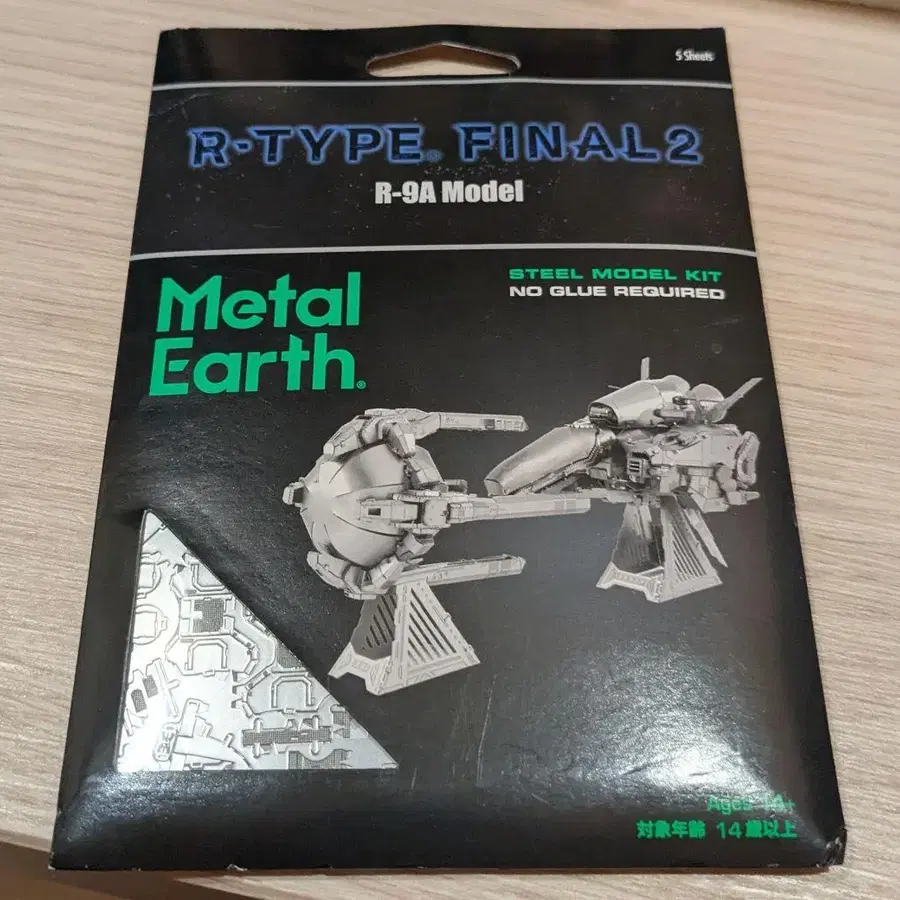 5 Sheets
R-TYPE® FINAL 2
R-9A Model
Metal
Earth®
STEEL MODEL KIT
NO GLUE REQUIRED
Ages 14+
対象年齢 14歳以上